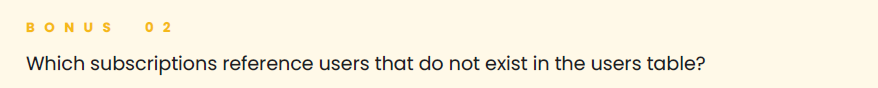 BONUS 02
Which subscriptions reference users that do not exist in the users table?